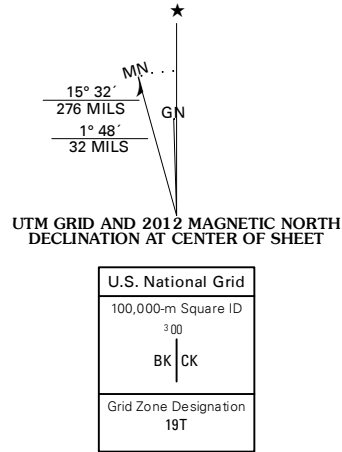 ★
MN
15° 32´
276 MILS
GN
1° 48´
32 MILS
UTM GRID AND 2012 MAGNETIC NORTH
DECLINATION AT CENTER OF SHEET
U.S. National Grid
100,000-m Square ID
300
BK CK
Grid Zone Designation
19T